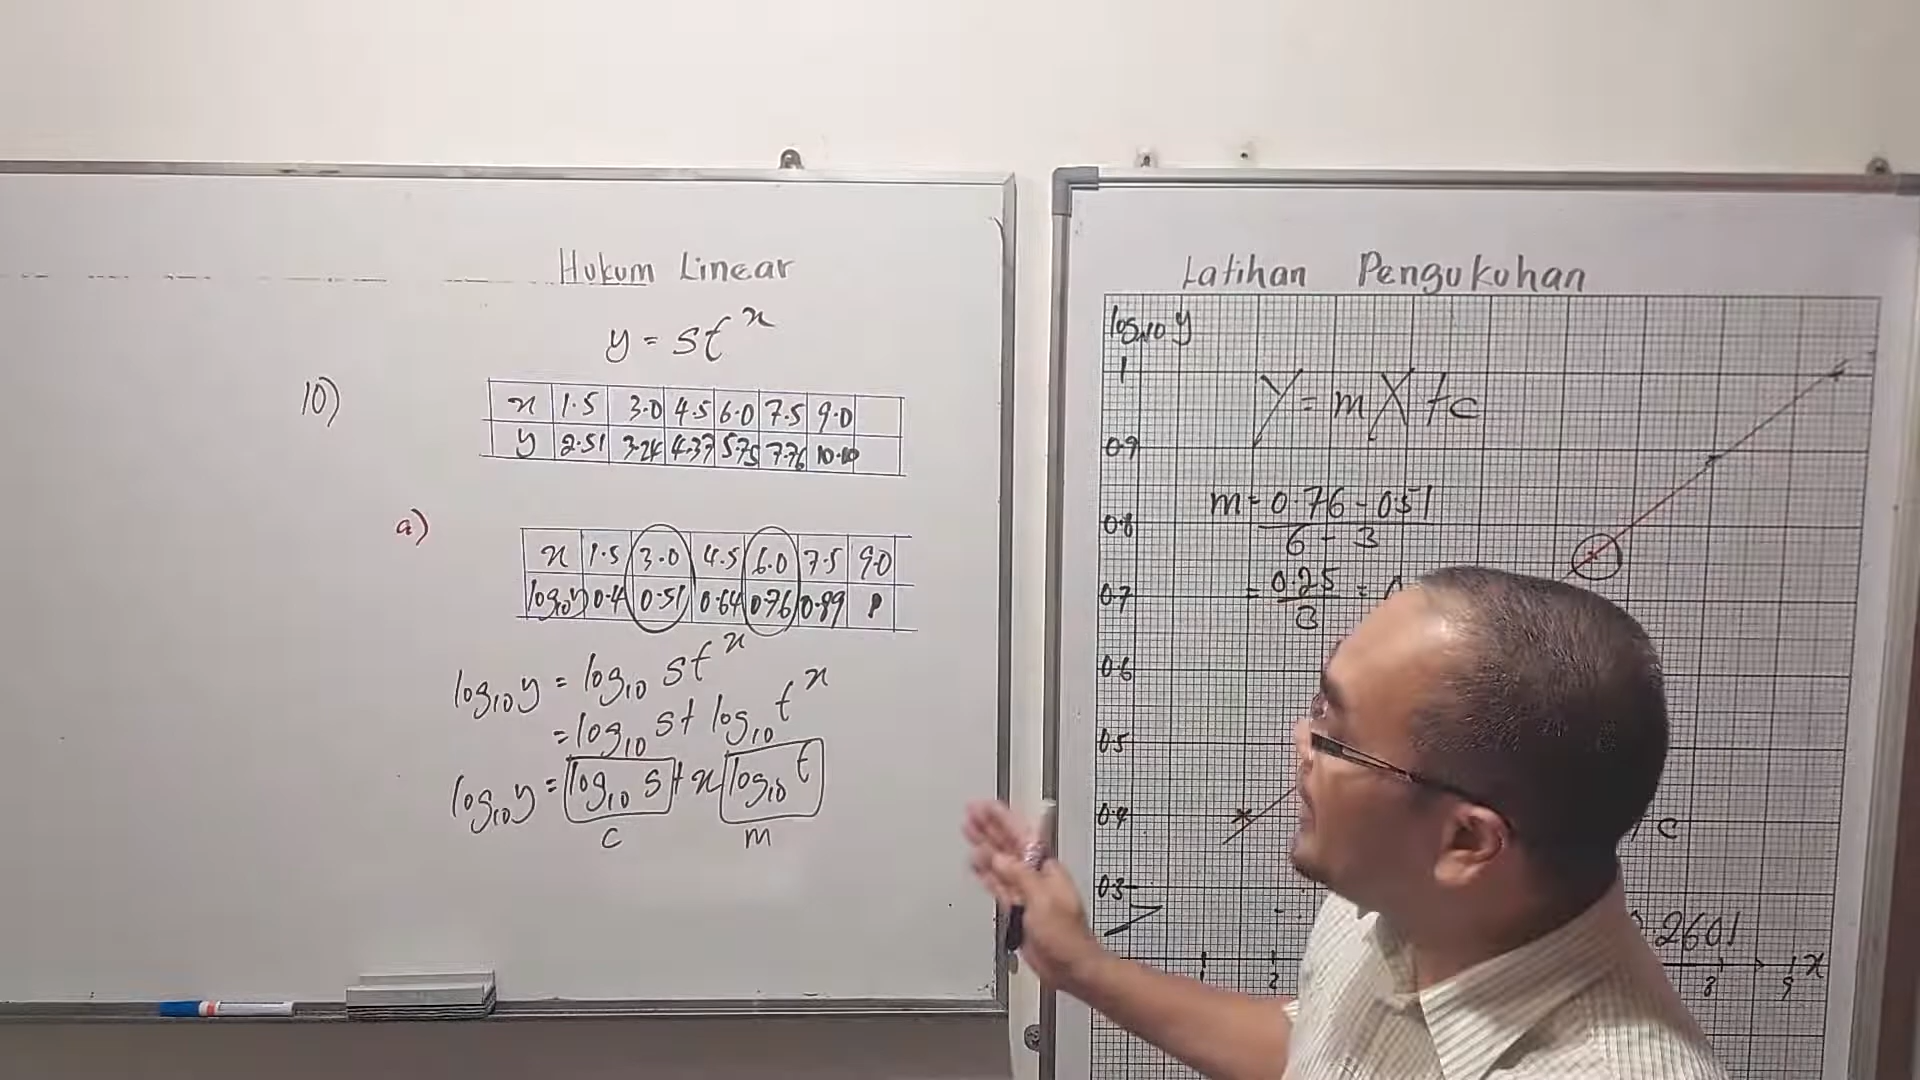 Hukum Linear
y = st^x
10)
x 1.5 3.0 4.5 6.0 7.5 9.0
y 2.51 3.24 4.37 5.75 7.76 10.10
a)
x 1.5 3.0 4.5 6.0 7.5 9.0
log10 y 0.4 0.51 0.64 0.76 0.89 1
log10 y = log10 st^x
= log10 s + log10 t^x
log10 y = log10 s + x log10 t
c m
Latihan Pengukuhan
log10 y
1
Y = mX + c
0.9
m = 0.76 - 0.51
6 - 3
0.8
= 0.25 =
3
0.7
0.6
0.5
0.4
c
0.3
.2601
2 8 9 x